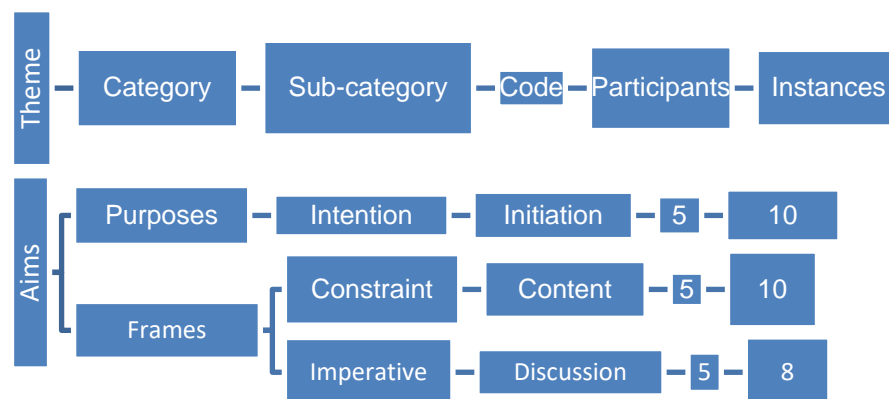 Theme
Category
Sub-category
Code
Participants
Instances
Aims
Purposes
Intention
Initiation
5
10
Frames
Constraint
Content
5
10
Imperative
Discussion
5
8